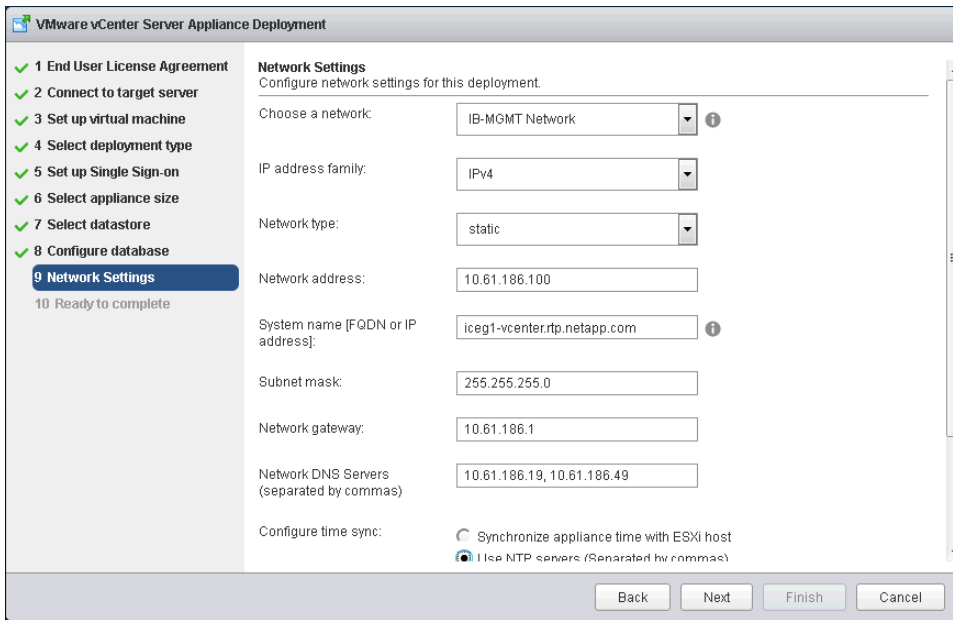 VMware vCenter Server Appliance Deployment
1 End User License Agreement
2 Connect to target server
3 Set up virtual machine
4 Select deployment type
5 Set up Single Sign-on
6 Select appliance size
7 Select datastore
8 Configure database
9 Network Settings
10 Ready to complete
Network Settings
Configure network settings for this deployment.
Choose a network:
IB-MGMT Network
IP address family:
IPv4
Network type:
static
Network address:
10.61.186.100
System name [FQDN or IP
address]:
iceg1-vcenter.rtp.netapp.com
Subnet mask:
255.255.255.0
Network gateway:
10.61.186.1
Network DNS Servers
(separated by commas)
10.61.186.19, 10.61.186.49
Configure time sync:
Synchronize appliance time with ESXi host
Use NTP servers (Separated by commas)
Back
Next
Finish
Cancel